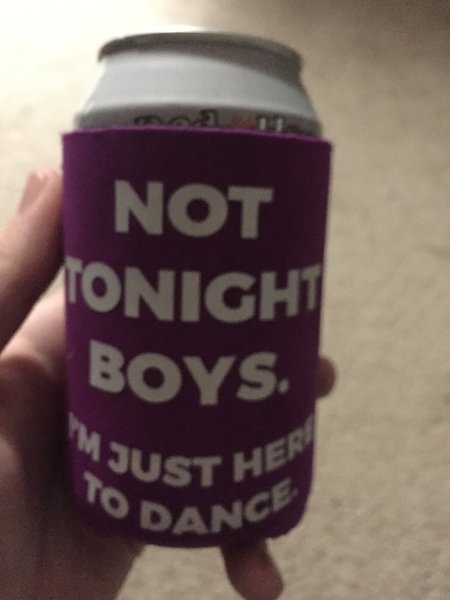 NOT
TONIGHT
BOYS.
I'M JUST HERE
TO DANCE.